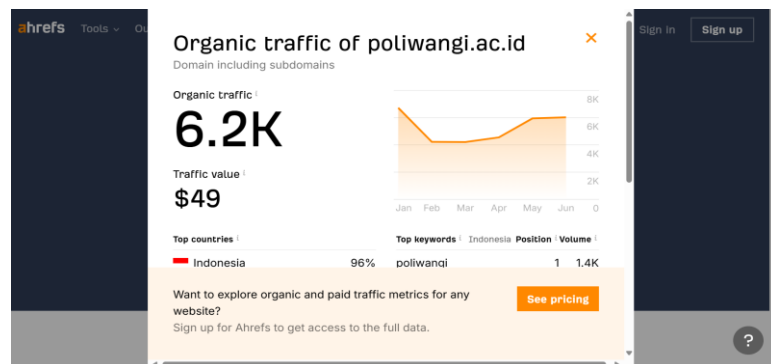 ahrefs Tools Ou Sign in Sign up
Organic traffic of poliwangi.ac.id
Domain including subdomains
Organic traffic
6.2K
Traffic value
$49
8K
6K
4K
2K
0
Jan Feb Mar Apr May Jun
Top countries
Indonesia 96%
Top keywords Indonesia Position Volume
poliwangi 1 1.4K
Want to explore organic and paid traffic metrics for any
website?
Sign up for Ahrefs to get access to the full data.
See pricing
?